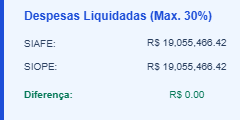 Despesas Liquidadas (Max. 30%)
SIAFE: R$ 19,055,466.42
SIOPE: R$ 19,055,466.42
Diferença: R$ 0.00